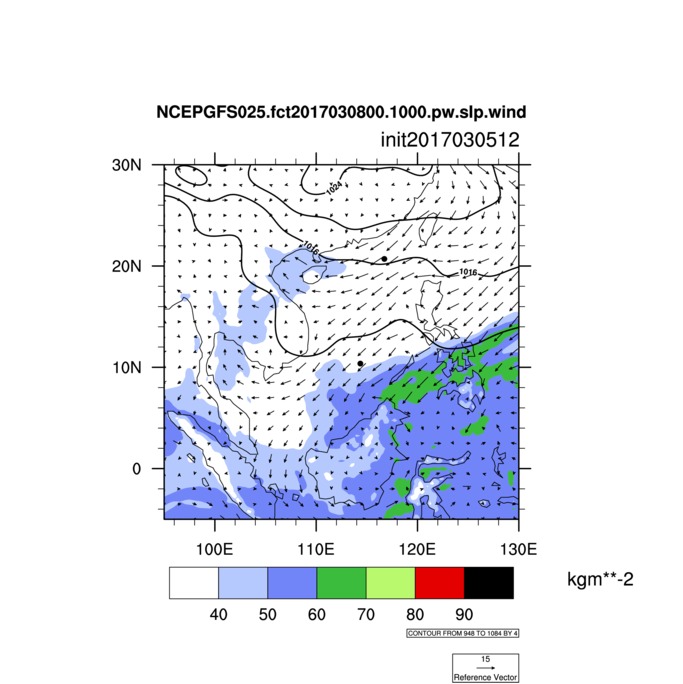 NCEPGFS025.fct2017030800.1000.pw.slp.wind
init2017030512
30N
1024
1016
20N
1016
10N
0
100E 110E 120E 130E
kgm**-2
40 50 60 70 80 90
CONTOUR FROM 948 TO 1084 BY 4
15
Reference Vector